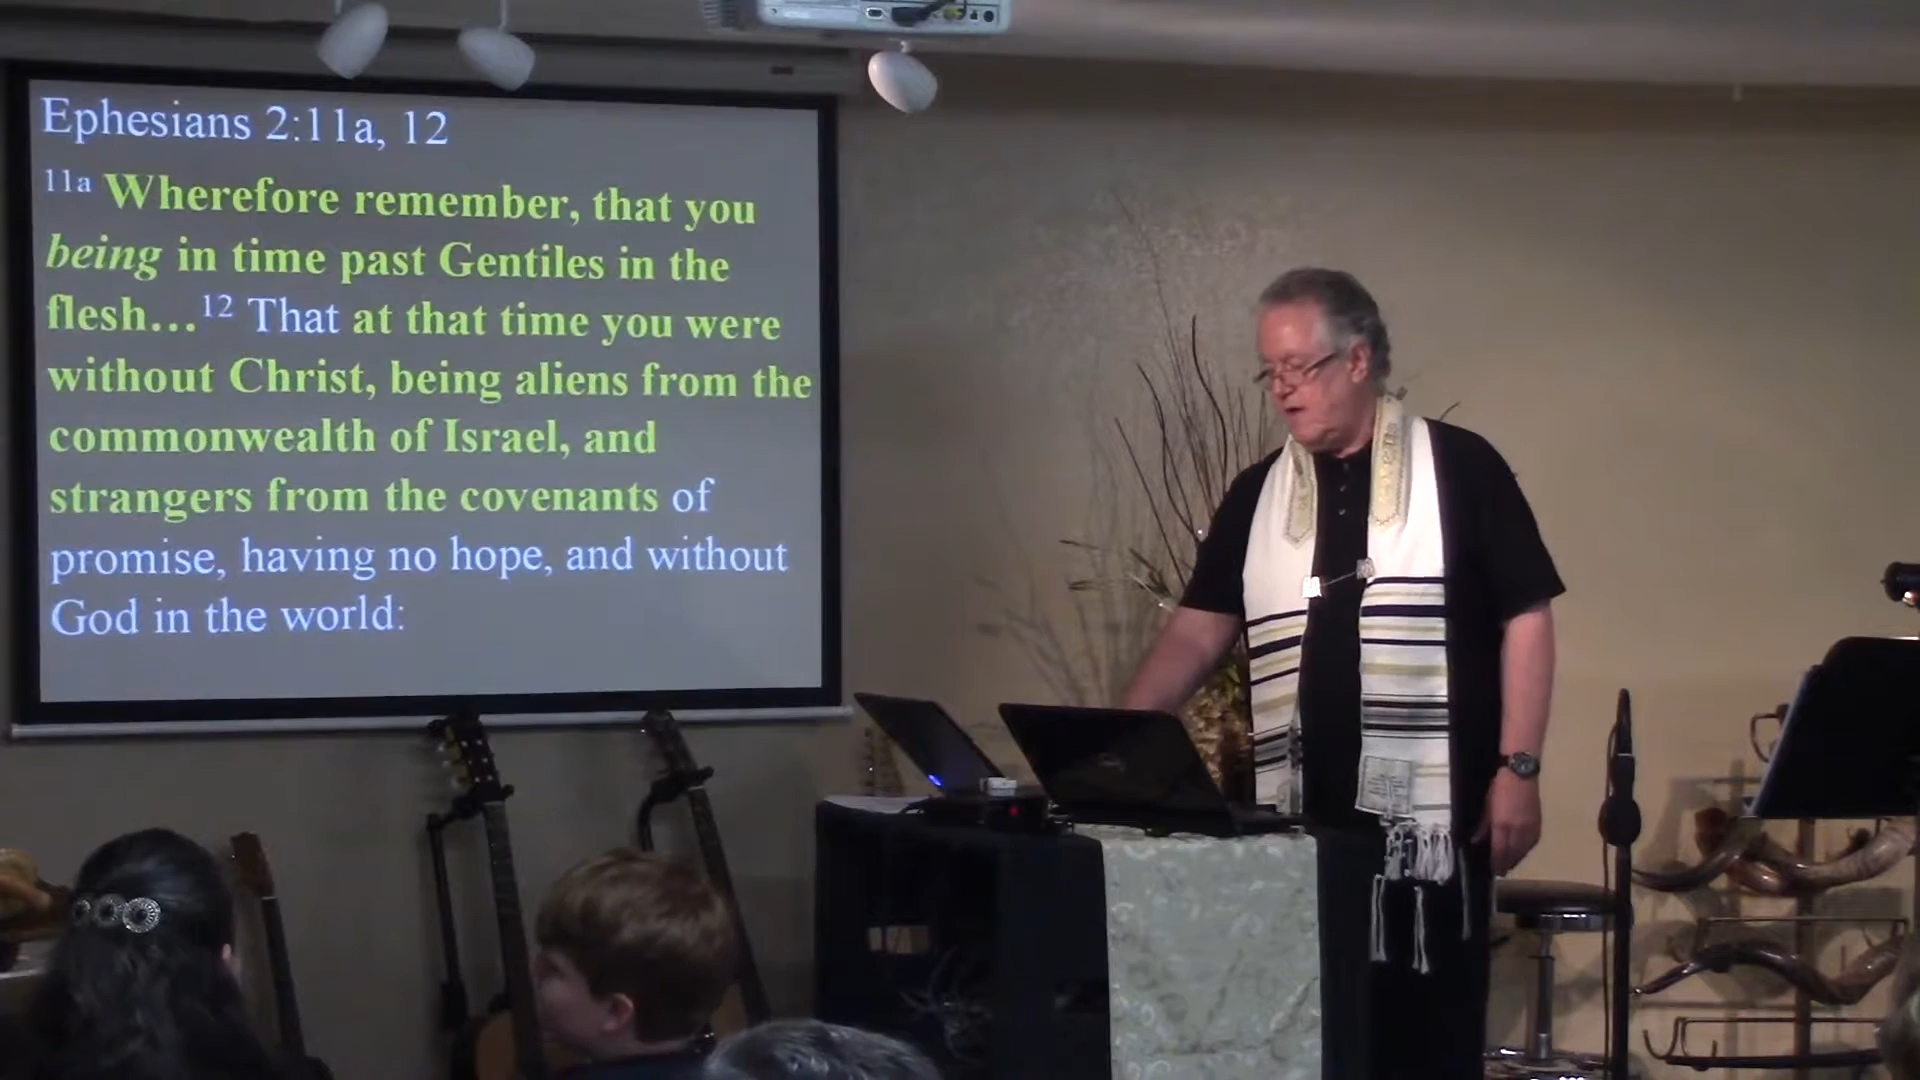 Ephesians 2:11a, 12
11a Wherefore remember, that you
being in time past Gentiles in the
flesh...12 That at that time you were
without Christ, being aliens from the
commonwealth of Israel, and
strangers from the covenants of
promise, having no hope, and without
God in the world: